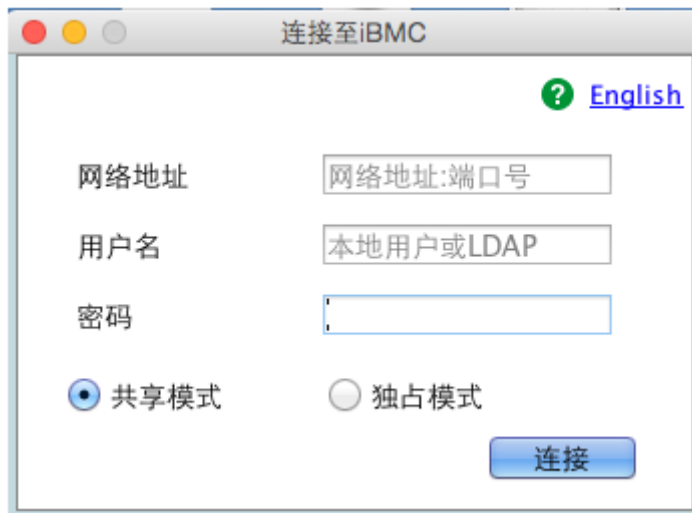 连接至iBMC
? English
网络地址 网络地址:端口号
用户名 本地用户或LDAP
密码
共享模式 独占模式
连接